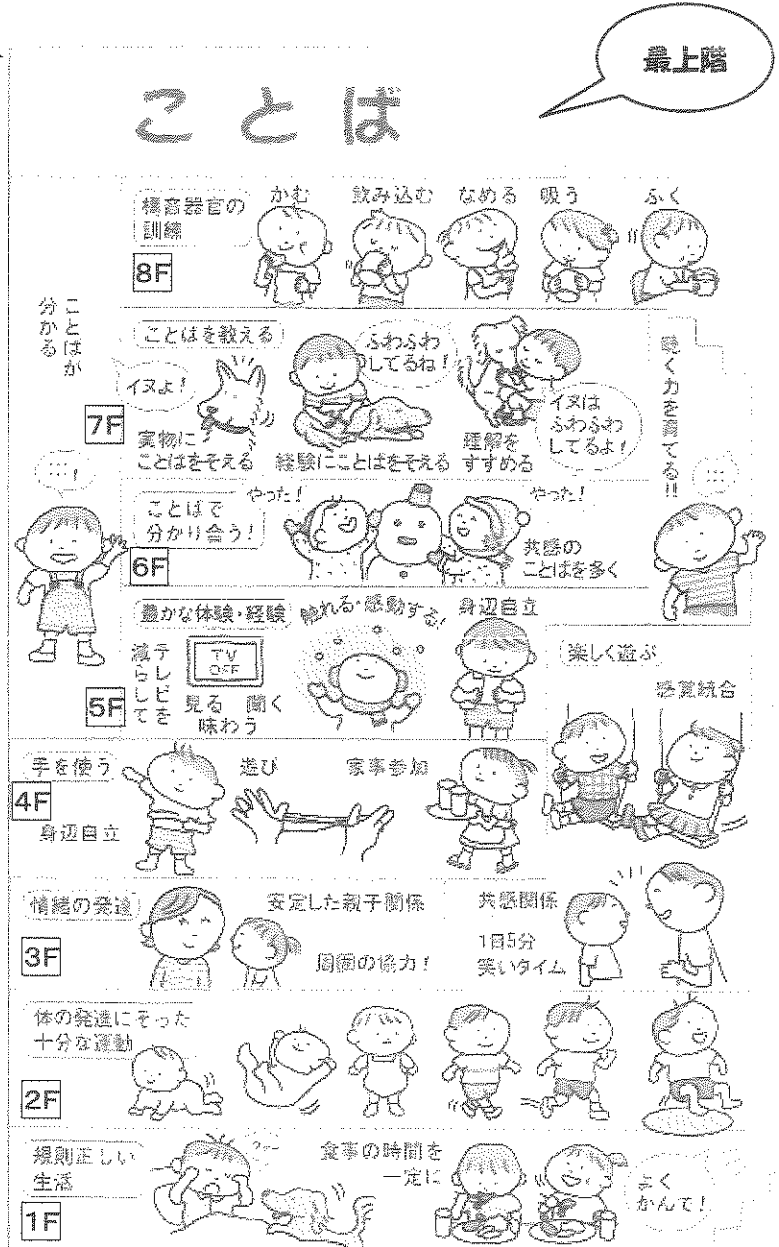 最上階
ことば
構音器官の
訓練
8F
かむ
飲み込む
なめる
吸う
ふく
ことばが
分かる
ことばを教える
7F
イヌよ！
実物に
ことばをそえる
ふわふわ
してるね！
経験にことばをそえる
理解を
すすめる
イヌは
ふわふわ
してるよ！
聴く力を育てる!!
ことばで
分かり合う！
6F
やった！
やった！
共感の
ことばを多く
豊かな体験・経験
5F
テレビを
減らして
TV
OFF
見る 聞く
味わう
触れる・感動する！
身辺自立
楽しく遊ぶ
感覚統合
手を使う
4F
身辺自立
遊び
家事参加
情緒の発達
3F
安定した親子関係
周囲の協力！
共感関係
1日5分
笑いタイム
体の発達にそった
十分な運動
2F
規則正しい
生活
1F
食事の時間を
一定に
よく
かんで！